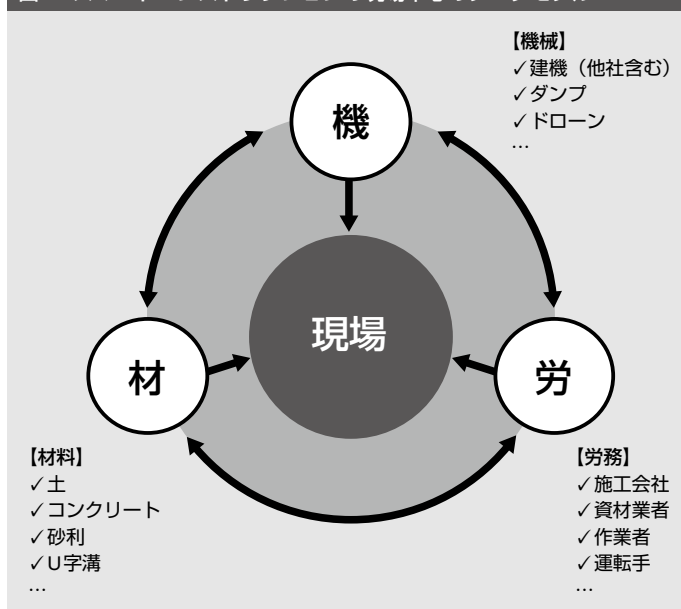 【機械】
✓建機（他社含む）
✓ダンプ
✓ドローン
…
機
現場
材
労
【材料】
✓土
✓コンクリート
✓砂利
✓U字溝
…
【労務】
✓施工会社
✓資材業者
✓作業者
✓運転手
…